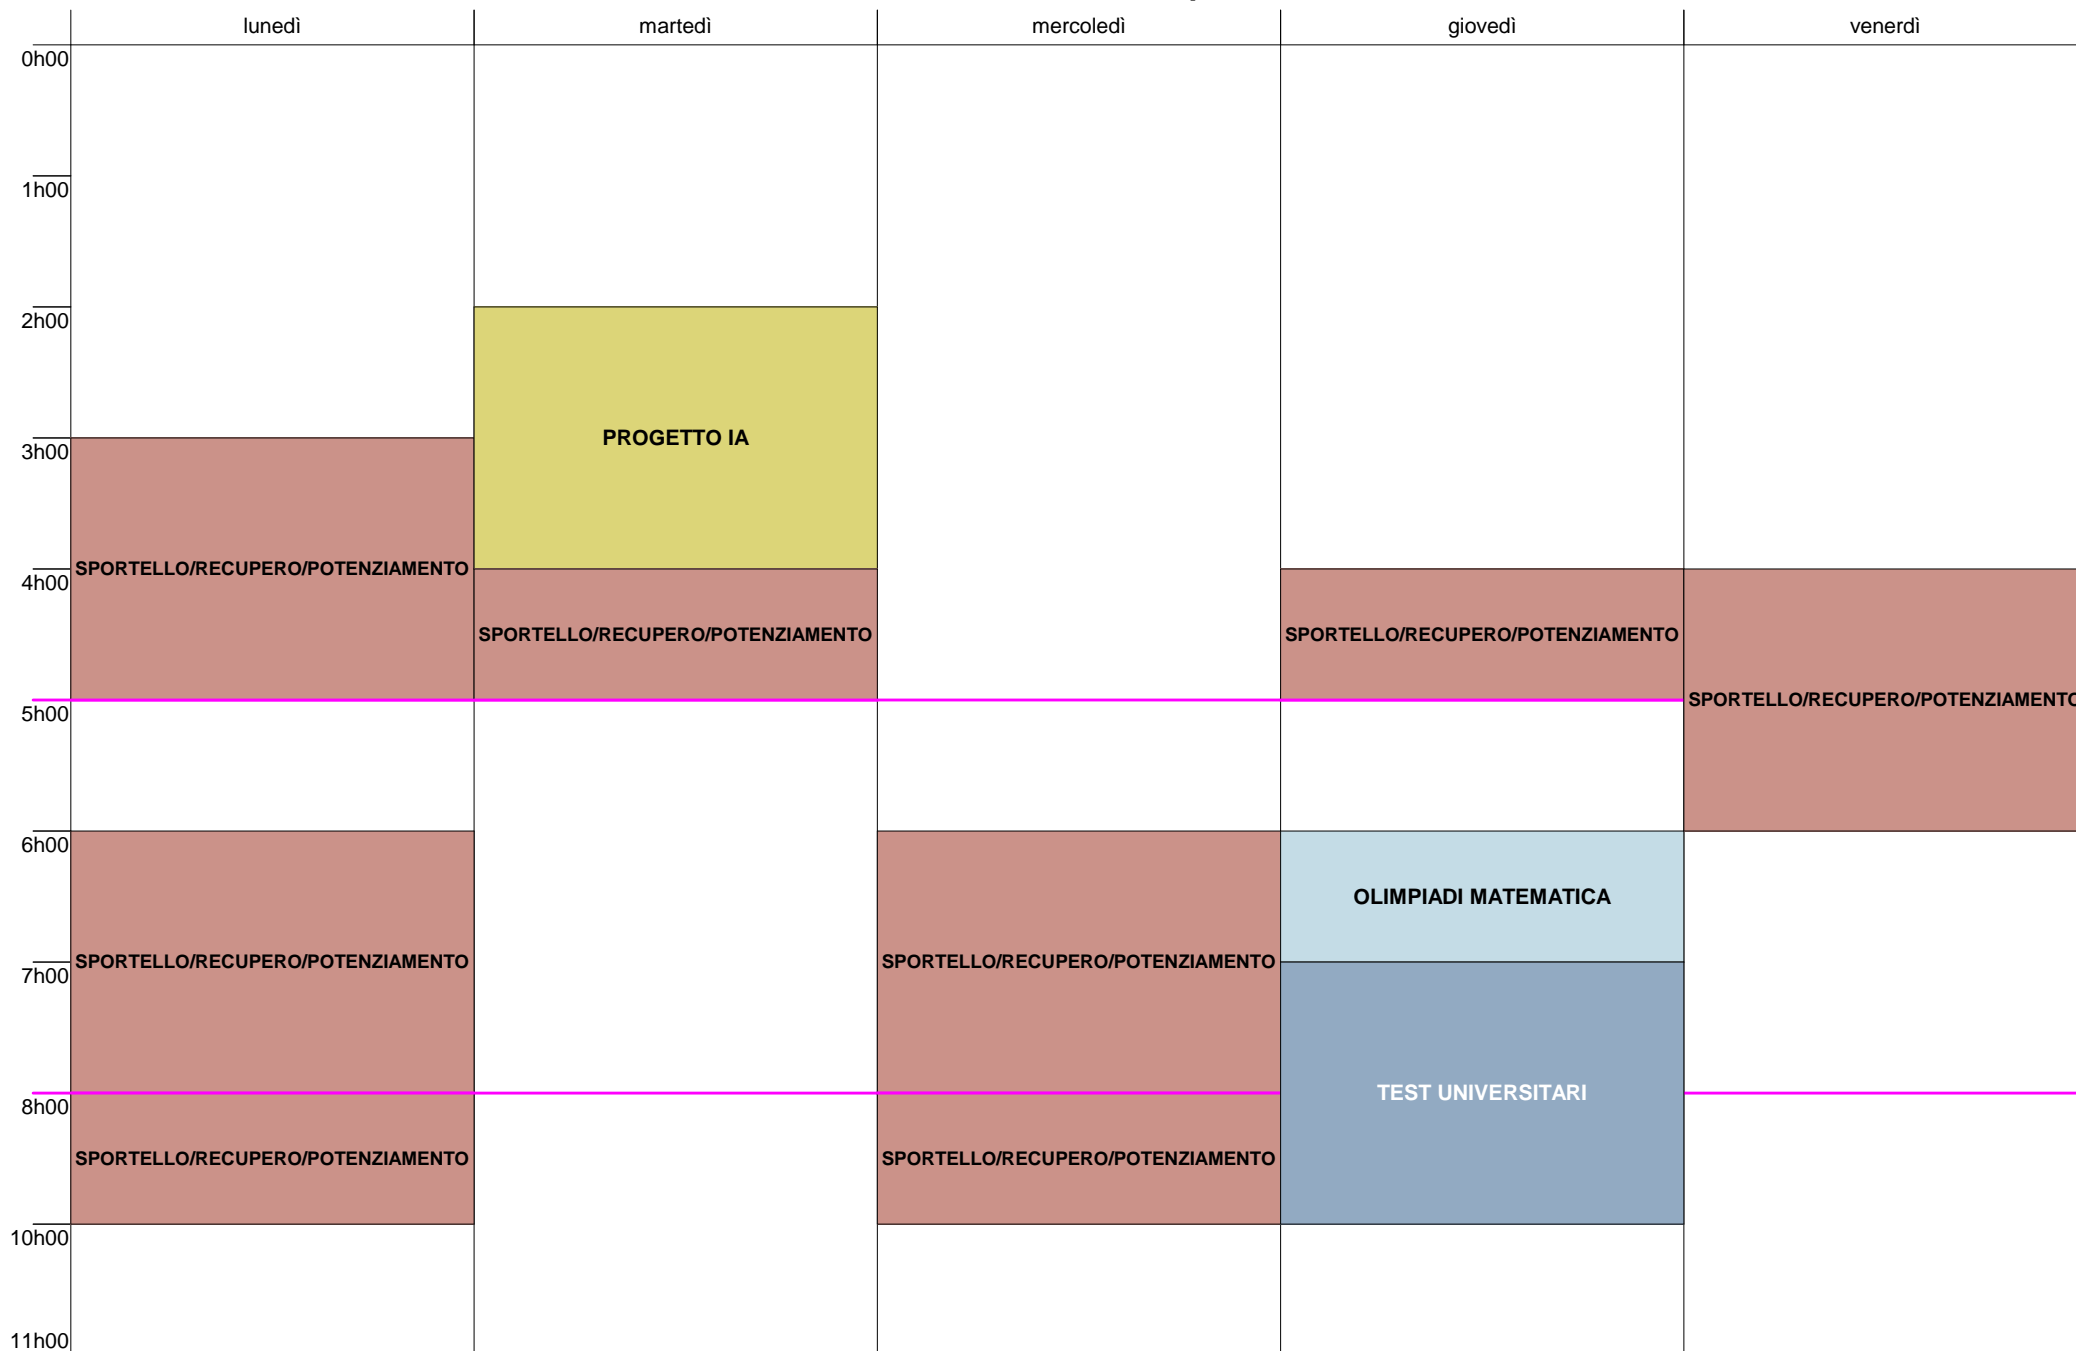 lunedì martedì mercoledì giovedì venerdì
0h00
1h00
2h00
PROGETTO IA
3h00
SPORTELLO/RECUPERO/POTENZIAMENTO
4h00
SPORTELLO/RECUPERO/POTENZIAMENTO SPORTELLO/RECUPERO/POTENZIAMENTO
SPORTELLO/RECUPERO/POTENZIAMENTO
5h00
6h00
OLIMPIADI MATEMATICA
SPORTELLO/RECUPERO/POTENZIAMENTO SPORTELLO/RECUPERO/POTENZIAMENTO
7h00
TEST UNIVERSITARI
8h00
SPORTELLO/RECUPERO/POTENZIAMENTO SPORTELLO/RECUPERO/POTENZIAMENTO
10h00
11h00